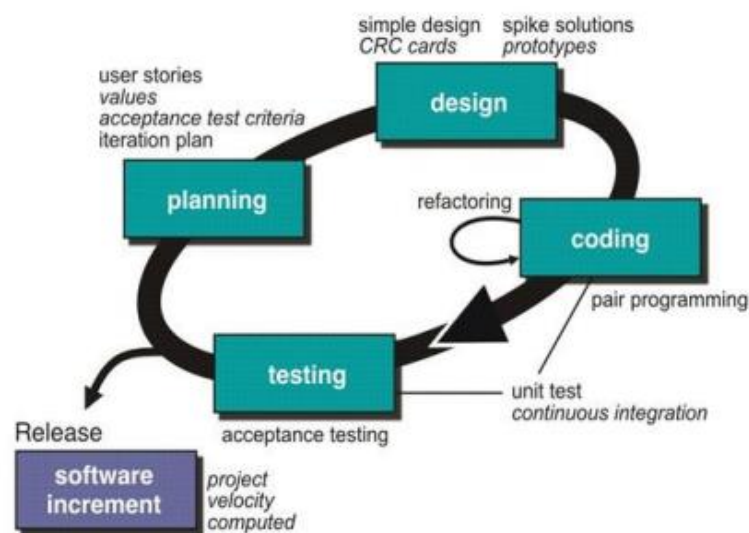 simple design
CRC cards
spike solutions
prototypes
design
user stories
values
acceptance test criteria
iteration plan
planning
refactoring
coding
pair programming
testing
acceptance testing
unit test
continuous integration
Release
software
increment
project
velocity
computed